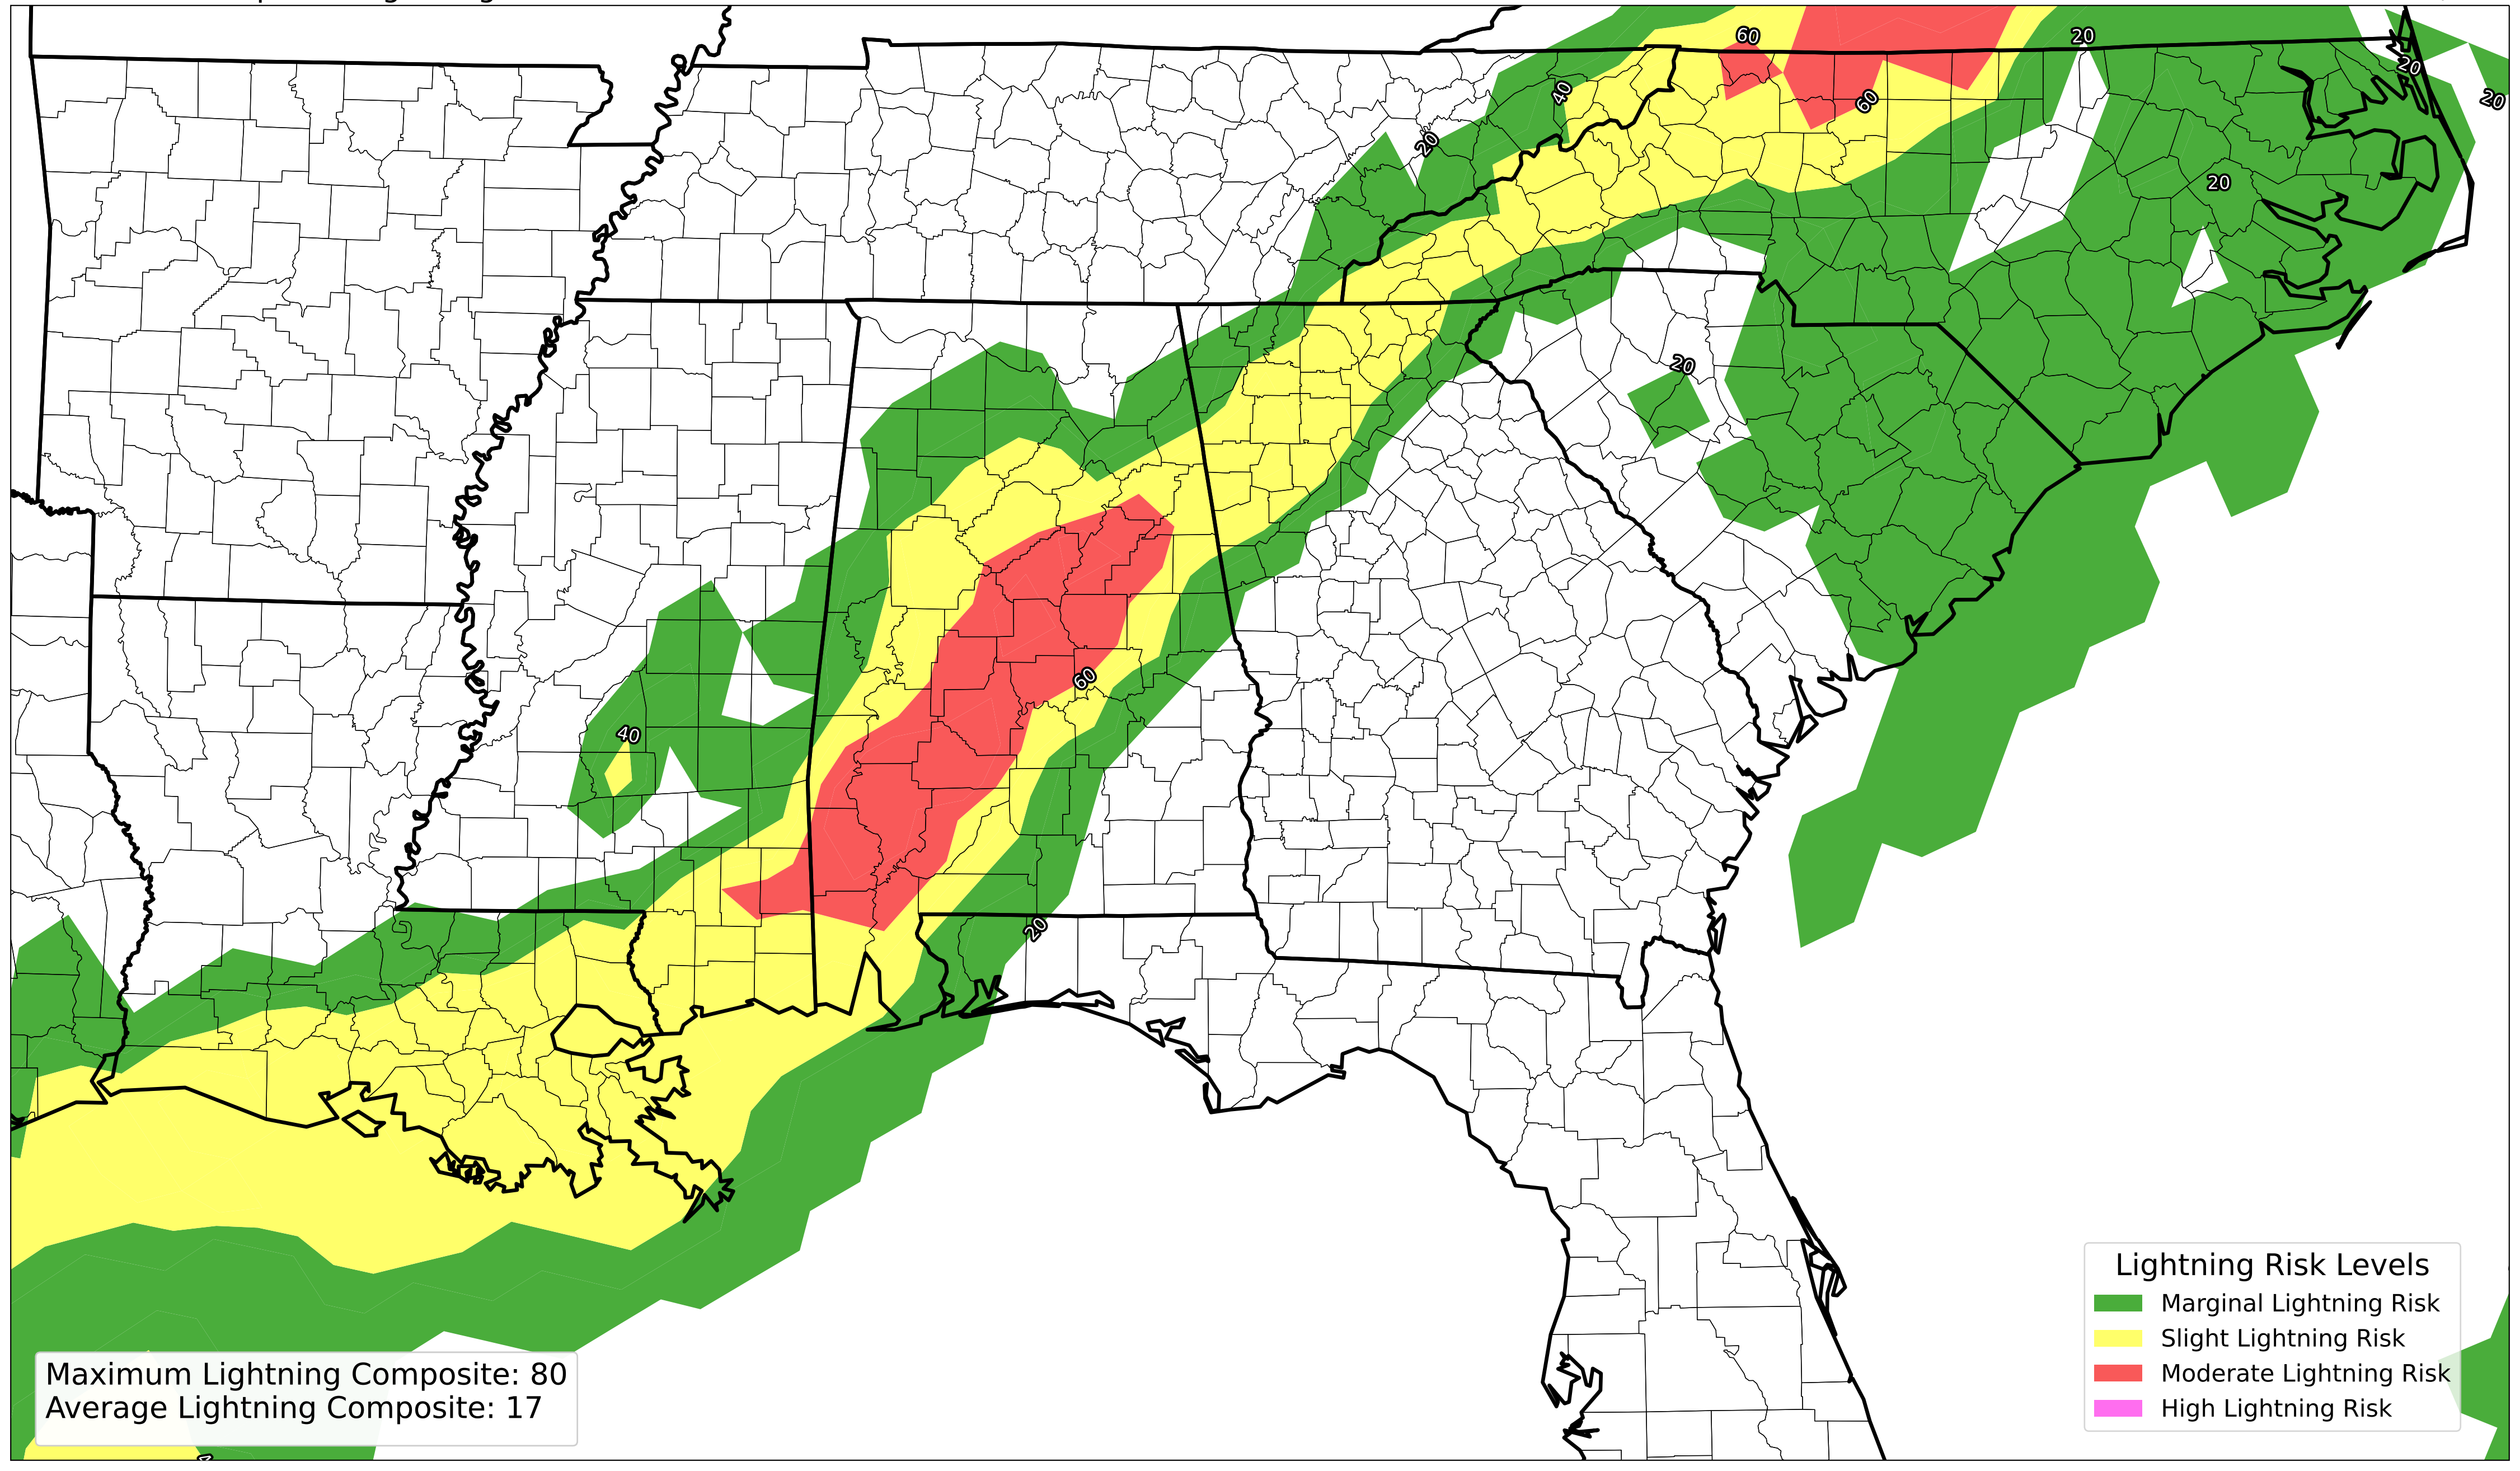 60
20
20
40
60
20
20
20
20
40
60
20
Lightning Risk Levels
Marginal Lightning Risk
Slight Lightning Risk
Moderate Lightning Risk
High Lightning Risk
Maximum Lightning Composite: 80
Average Lightning Composite: 17